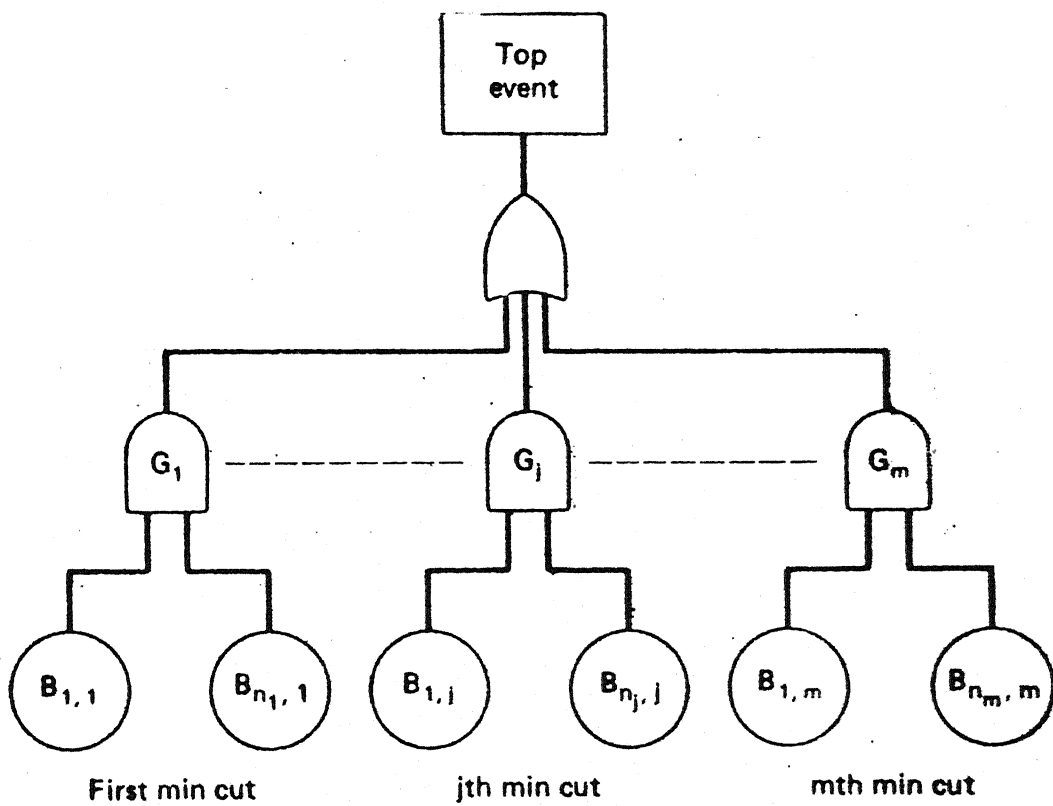 Top
event
G₁ Gⱼ Gₘ
B₁, ₁ Bₙ₁, 1 B₁, ⱼ Bₙⱼ, j B₁, ₘ Bₙₘ, m
First min cut jth min cut mth min cut